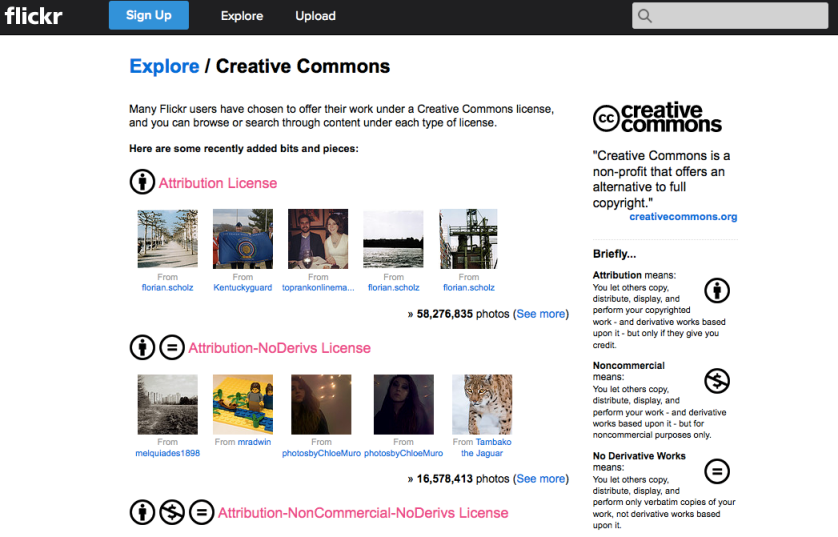 flickr
Sign Up
Explore
Upload
Explore / Creative Commons
Many Flickr users have chosen to offer their work under a Creative Commons license,
and you can browse or search through content under each type of license.
Here are some recently added bits and pieces:
Attribution License
From
florian.scholz
From
Kentuckyguard
From
toprankonlinema...
From
florian.scholz
From
florian.scholz
» 58,276,835 photos (See more)
Attribution-NoDerivs License
From
melquiades1898
From mradwin
From
photosbyChloeMuro
From
photosbyChloeMuro
From Tambako
the Jaguar
» 16,578,413 photos (See more)
Attribution-NonCommercial-NoDerivs License
cc creative
commons
"Creative Commons is a
non-profit that offers an
alternative to full
copyright."
creativecommons.org
Briefly...
Attribution means:
You let others copy,
distribute, display, and
perform your copyrighted
work - and derivative works based
upon it - but only if they give you
credit.
Noncommercial
means:
You let others copy,
distribute, display, and
perform your work - and derivative
works based upon it - but for
noncommercial purposes only.
No Derivative Works
means:
You let others copy,
distribute, display, and
perform only verbatim copies of your
work, not derivative works based
upon it.